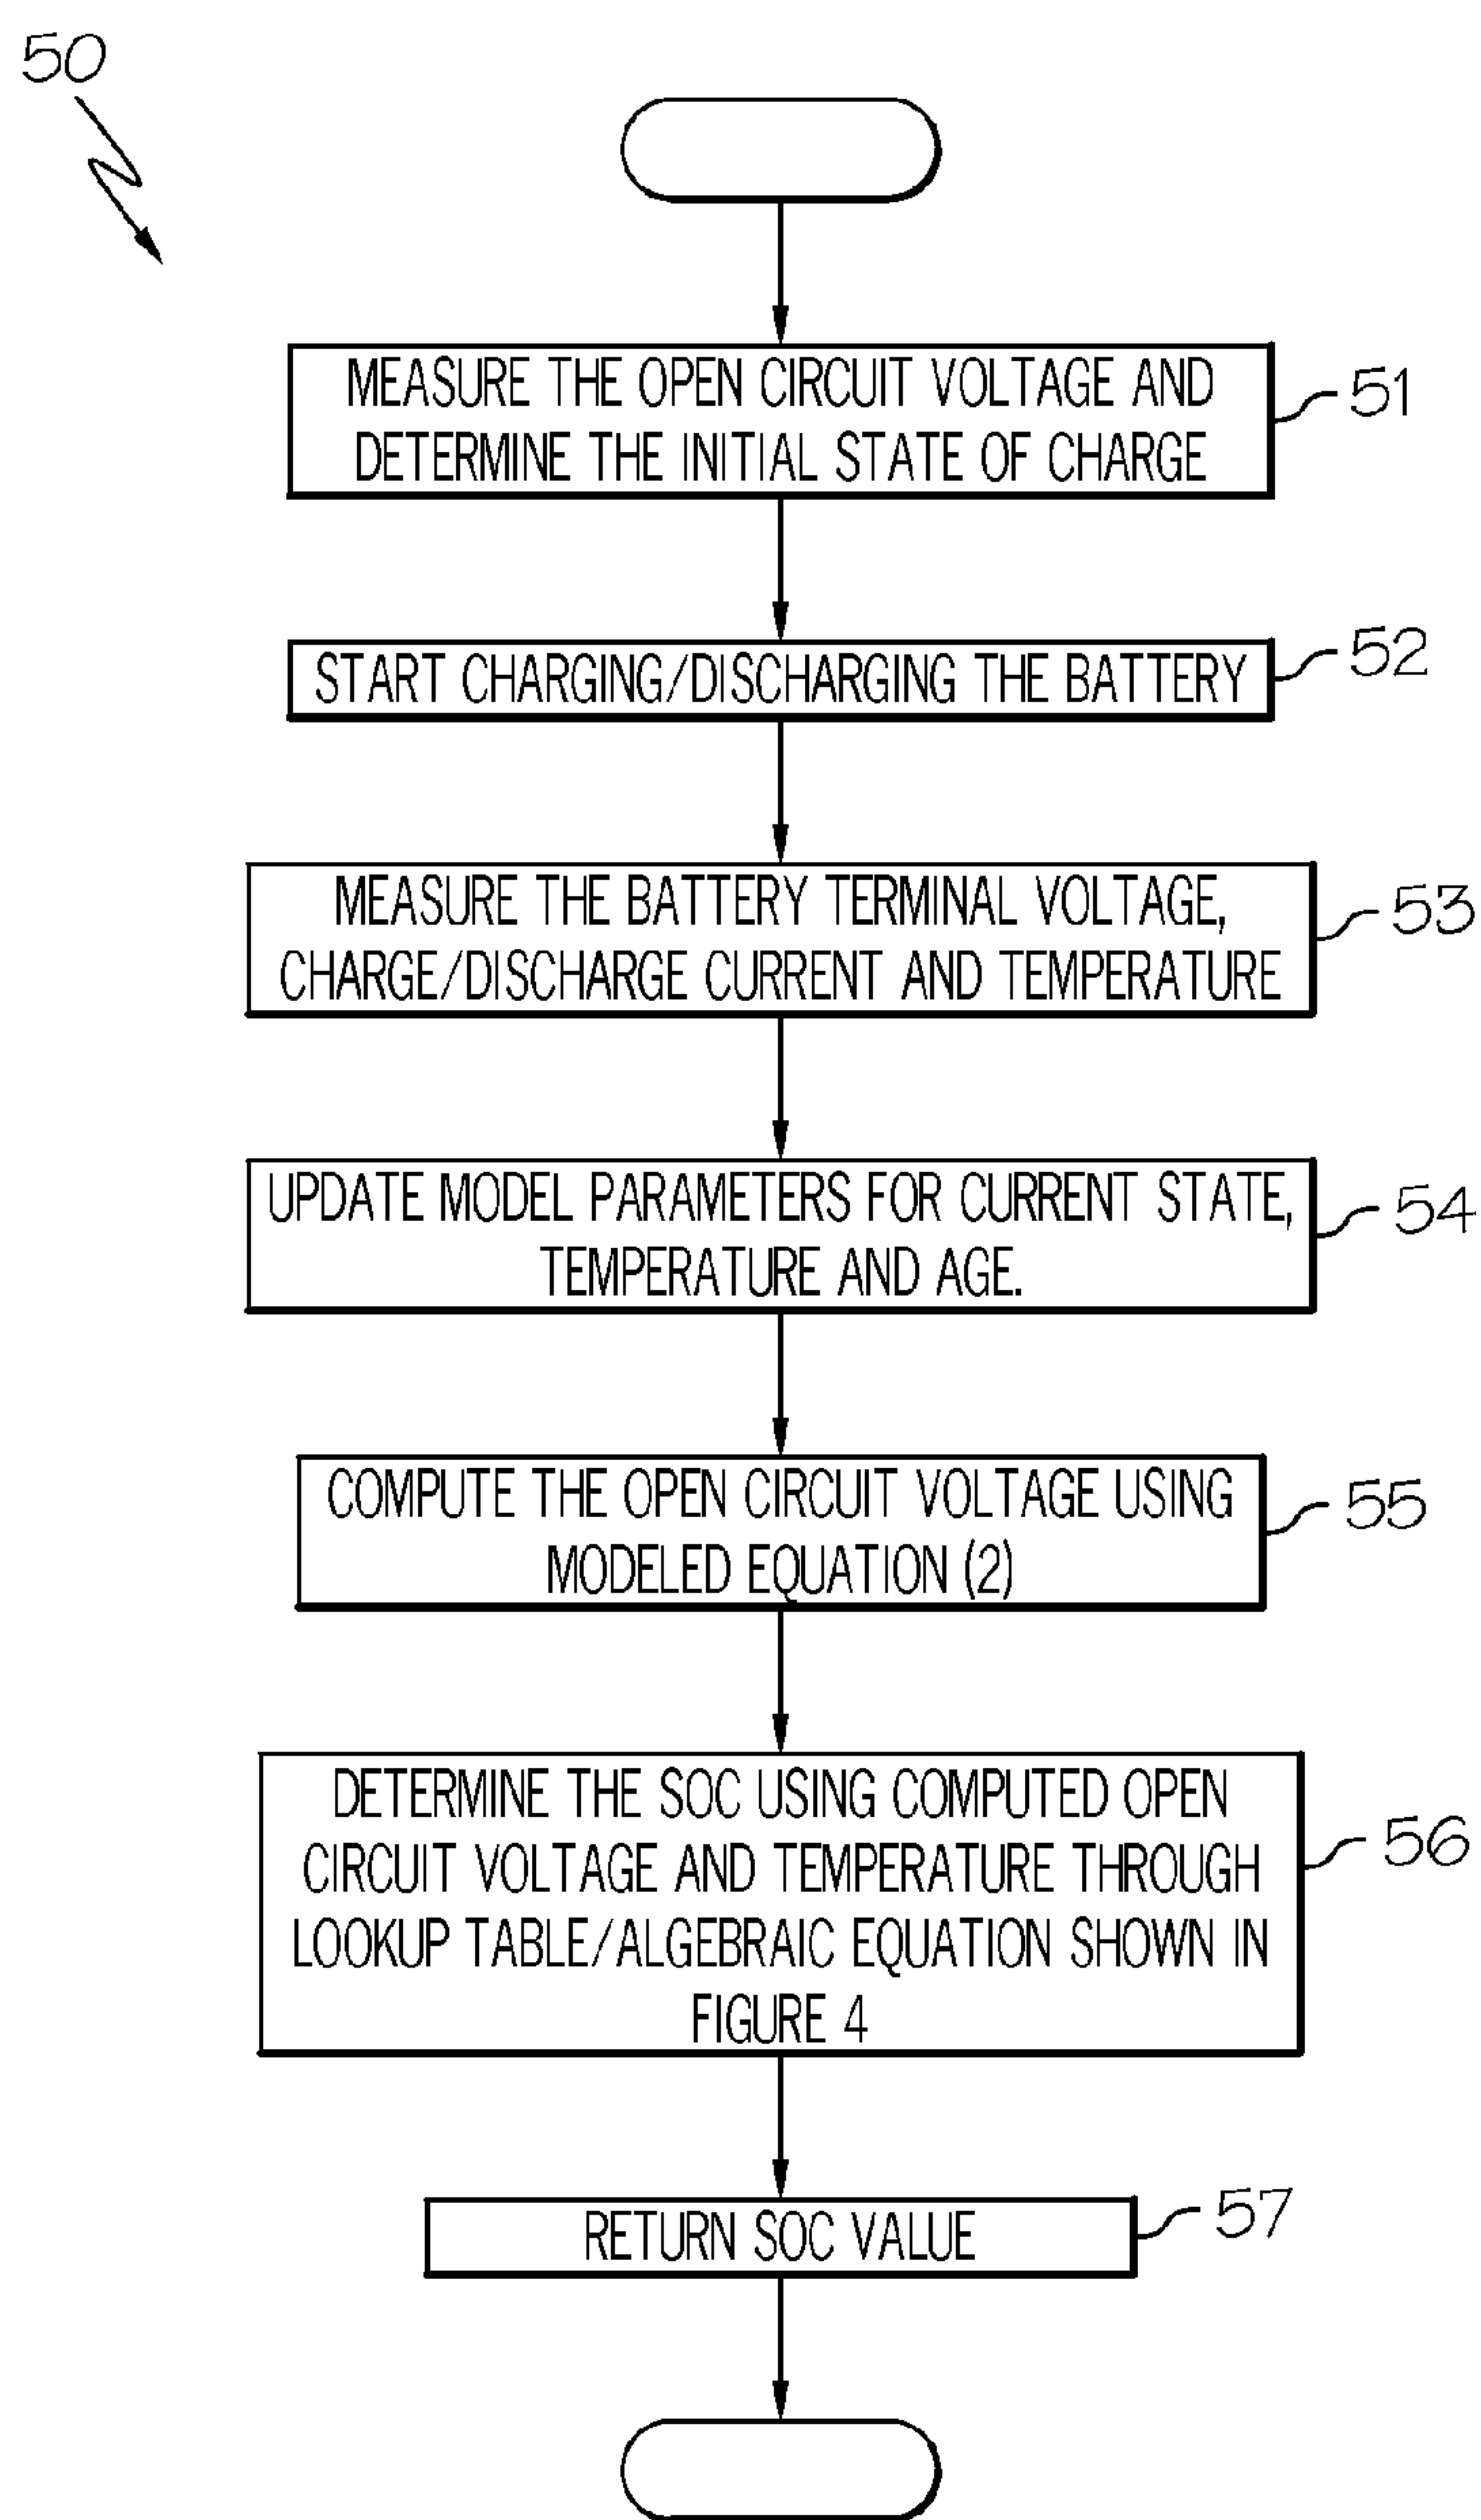 50
MEASURE THE OPEN CIRCUIT VOLTAGE AND
DETERMINE THE INITIAL STATE OF CHARGE
51
START CHARGING/DISCHARGING THE BATTERY
52
MEASURE THE BATTERY TERMINAL VOLTAGE,
CHARGE/DISCHARGE CURRENT AND TEMPERATURE
53
UPDATE MODEL PARAMETERS FOR CURRENT STATE,
TEMPERATURE AND AGE.
54
COMPUTE THE OPEN CIRCUIT VOLTAGE USING
MODELED EQUATION (2)
55
DETERMINE THE SOC USING COMPUTED OPEN
CIRCUIT VOLTAGE AND TEMPERATURE THROUGH
LOOKUP TABLE/ALGEBRAIC EQUATION SHOWN IN
FIGURE 4
56
RETURN SOC VALUE
57